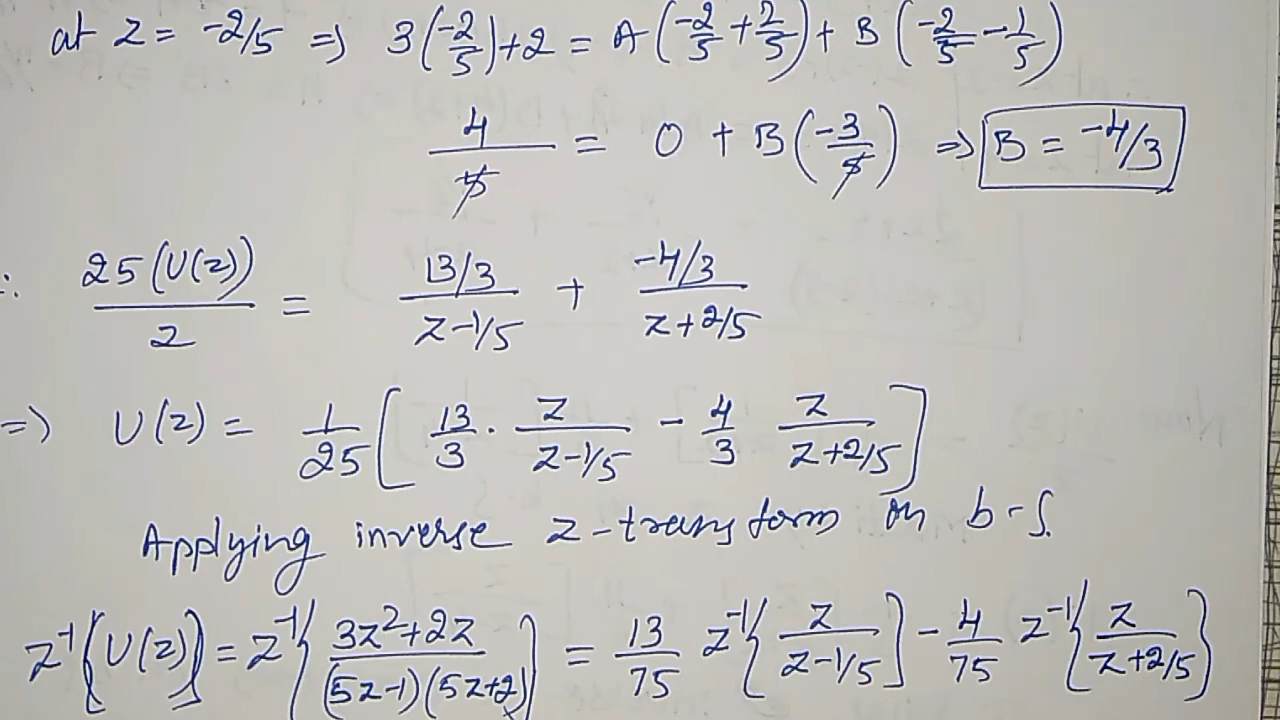 at z = -2/5 ⇒ 3(-2/5)+2 = A(-2/5+2/5)+ B(-2/5-1/5)
4/5 = 0 + B(-3/5) ⇒ B = -4/3
∴ 25(U(z))/z = 13/3/(z-1/5) + -4/3/(z+2/5)
⇒ U(z) = 1/25 [13/3 · z/(z-1/5) - 4/3 z/(z+2/5)]
Applying inverse z-transform on b-S.
z⁻¹{U(z)} = z⁻¹{3z²+2z/(5z-1)(5z+2)} = 13/75 z⁻¹{z/(z-1/5)} - 4/75 z⁻¹{z/(z+2/5)}